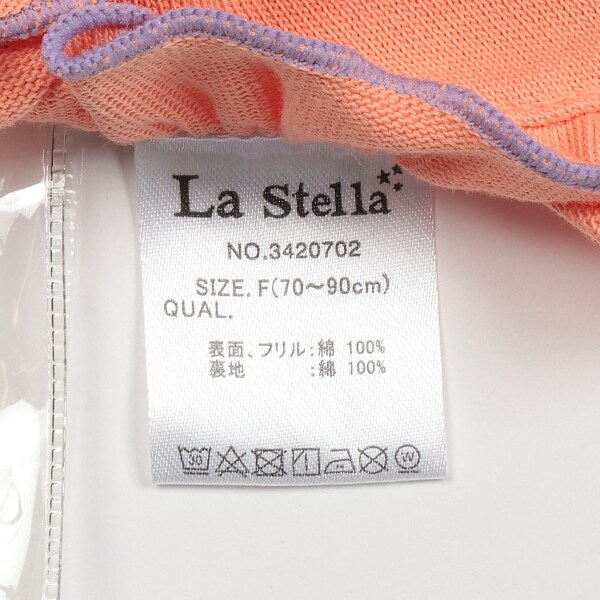 La Stella
NO.3420702
SIZE. F(70～90cm)
QUAL.
表面、フリル:綿 100%
裏地 :綿 100%
30
W